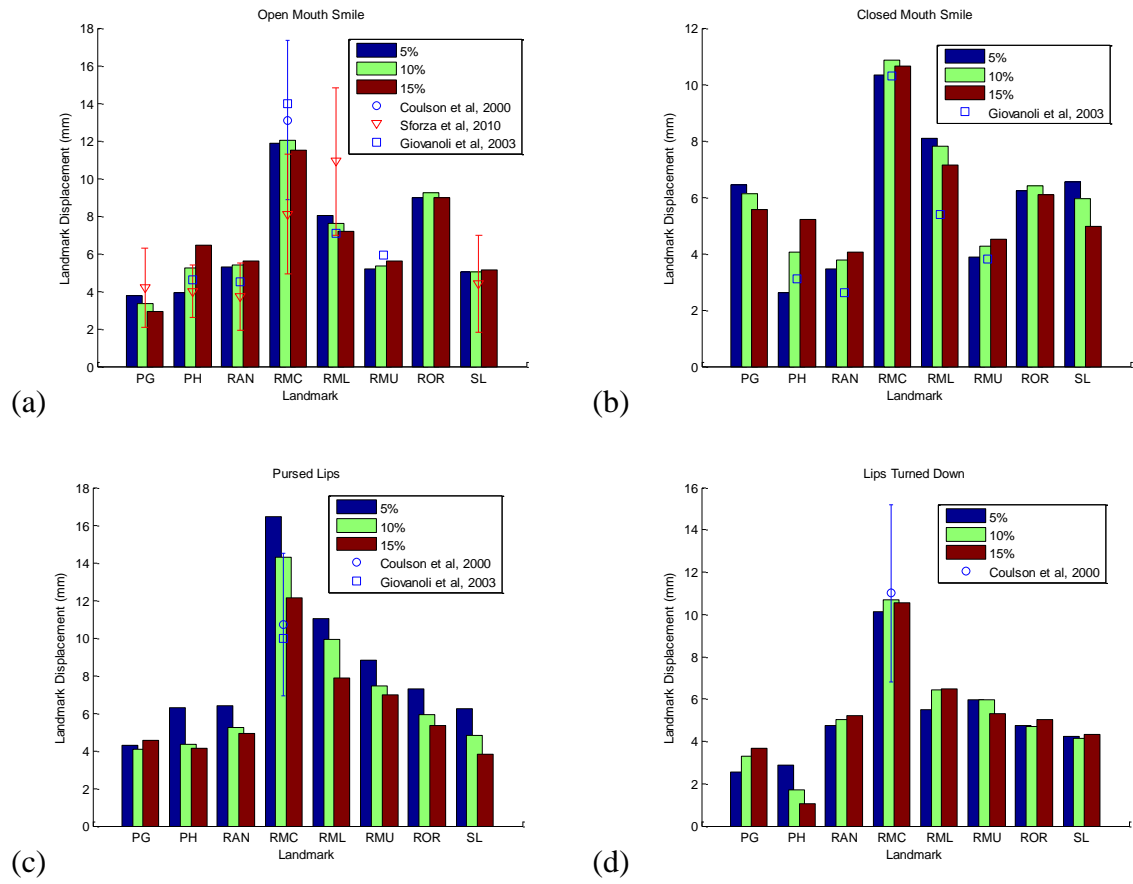 Open Mouth Smile
18
16
14
12
10
8
6
4
2
0
Landmark Displacement (mm)
5%
10%
15%
Coulson et al, 2000
Sforza et al, 2010
Giovanoli et al, 2003
PG PH RAN RMC RML RMU ROR SL
Landmark
(a)
Closed Mouth Smile
12
10
8
6
4
2
0
Landmark Displacement (mm)
5%
10%
15%
Giovanoli et al, 2003
PG PH RAN RMC RML RMU ROR SL
Landmark
(b)
Pursed Lips
18
16
14
12
10
8
6
4
2
0
Landmark Displacement (mm)
5%
10%
15%
Coulson et al, 2000
Giovanoli et al, 2003
PG PH RAN RMC RML RMU ROR SL
Landmark
(c)
Lips Turned Down
16
14
12
10
8
6
4
2
0
Landmark Displacement (mm)
5%
10%
15%
Coulson et al, 2000
PG PH RAN RMC RML RMU ROR SL
Landmark
(d)